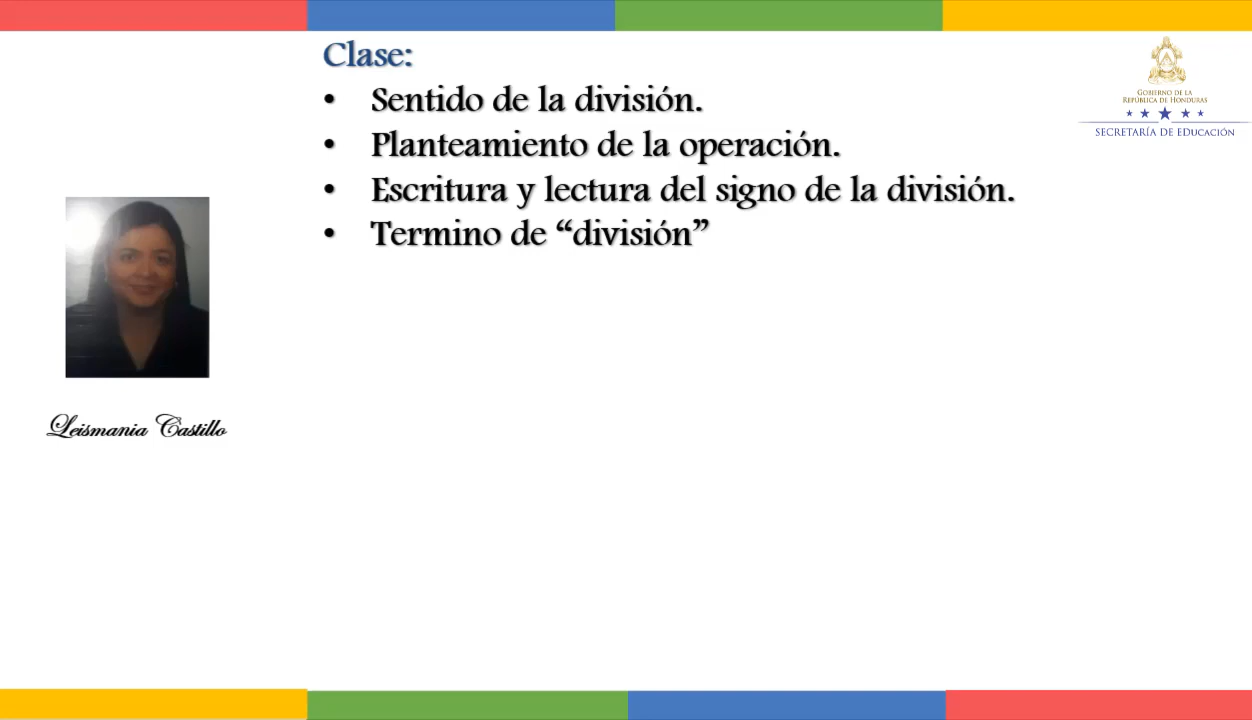 Clase:
• Sentido de la división.
• Planteamiento de la operación.
• Escritura y lectura del signo de la división.
• Termino de “división”
GOBIERNO DE LA
REPÚBLICA DE HONDURAS
SECRETARÍA DE EDUCACIÓN
Leismania Castillo